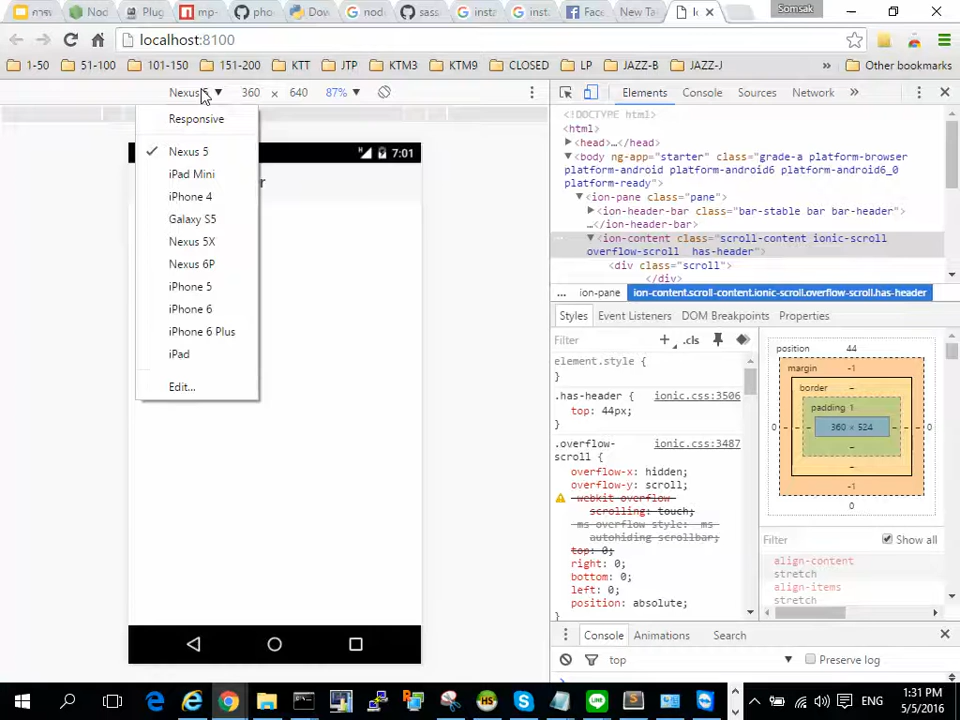 Nod
Plug
mp-
pho
Dow
nod
sass
insta
inst.
Face
New Ta
Somsak
localhost:8100
1-50
51-100
101-150
151-200
KTT
JTP
KTM3
KTM9
CLOSED
LP
JAZZ-B
JAZZ-J
»
Other bookmarks
Nexus 5 ▼ 360 x 640 87% ▼
Elements Console Sources Network »
Responsive
Nexus 5
iPad Mini
iPhone 4
Galaxy S5
Nexus 5X
Nexus 6P
iPhone 5
iPhone 6
iPhone 6 Plus
iPad
Edit...
7:01
r
<!DOCTYPE html>
<html>
▶<head>…</head>
▼<body ng-app="starter" class="grade-a platform-browser
platform-android platform-android6 platform-android6_0
platform-ready">
▼<ion-pane class="pane">
▶<ion-header-bar class="bar-stable bar bar-header">
…</ion-header-bar>
▼<ion-content class="scroll-content ionic-scroll
overflow-scroll  has-header">
<div class="scroll">
</div>
... ion-pane ion-content.scroll-content.ionic-scroll.overflow-scroll.has-header
Styles Event Listeners DOM Breakpoints Properties
Filter + .cls
element.style {
}
.has-header { ionic.css:3506
top: 44px;
}
.overflow- ionic.css:3487
scroll {
overflow-x: hidden;
overflow-y: scroll;
-webkit-overflow-
scrolling: touch;
-ms-overflow-style: -ms-
autohiding-scrollbar;
top: 0;
right: 0;
bottom: 0;
left: 0;
position: absolute;
}
position 44
margin -1
border –
padding 1
0 – – 360 × 524 – – 0
–
–
-1
0
Filter Show all
align-content
stretch
align-items
stretch
Console Animations Search
top ▼ Preserve log
ENG
1:31 PM
5/5/2016